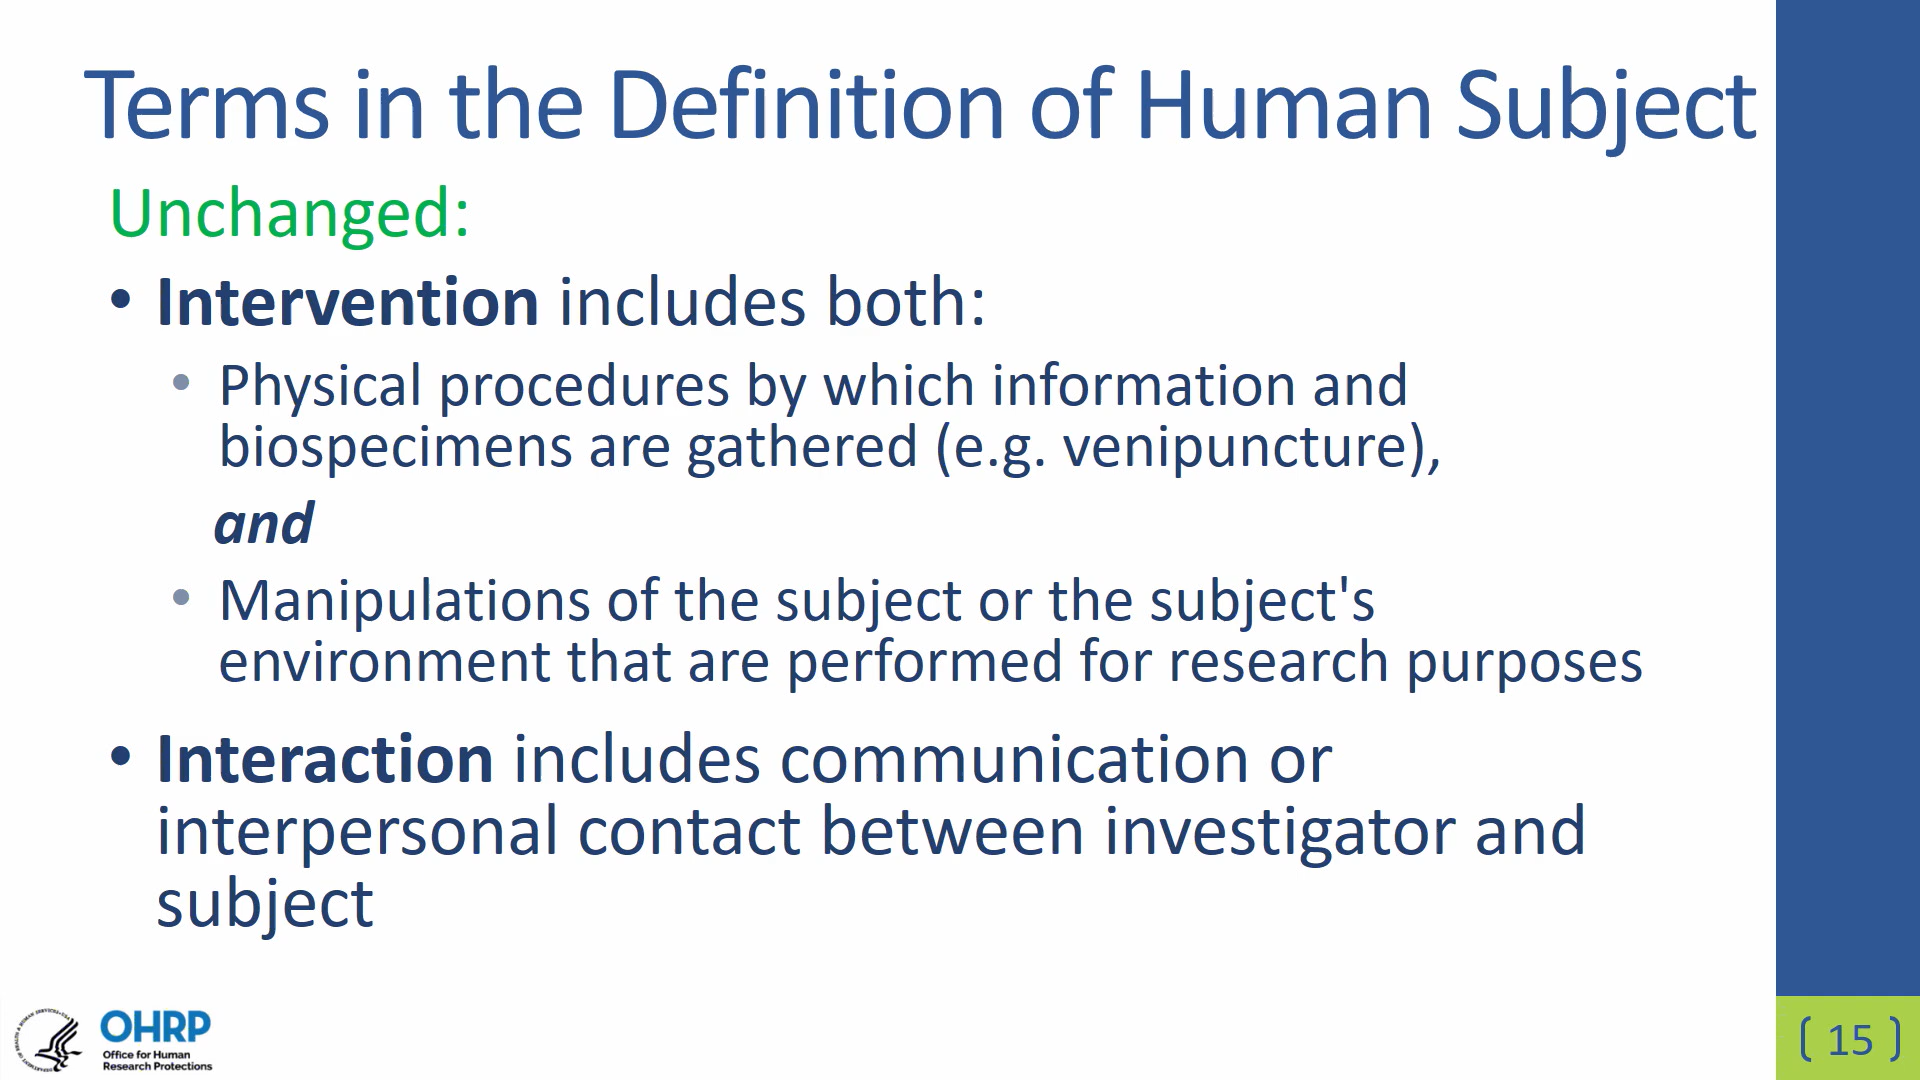 Terms in the Definition of Human Subject
Unchanged:
• Intervention includes both:
• Physical procedures by which information and
biospecimens are gathered (e.g. venipuncture),
and
• Manipulations of the subject or the subject's
environment that are performed for research purposes
• Interaction includes communication or
interpersonal contact between investigator and
subject
OHRP
Office for Human
Research Protections
15